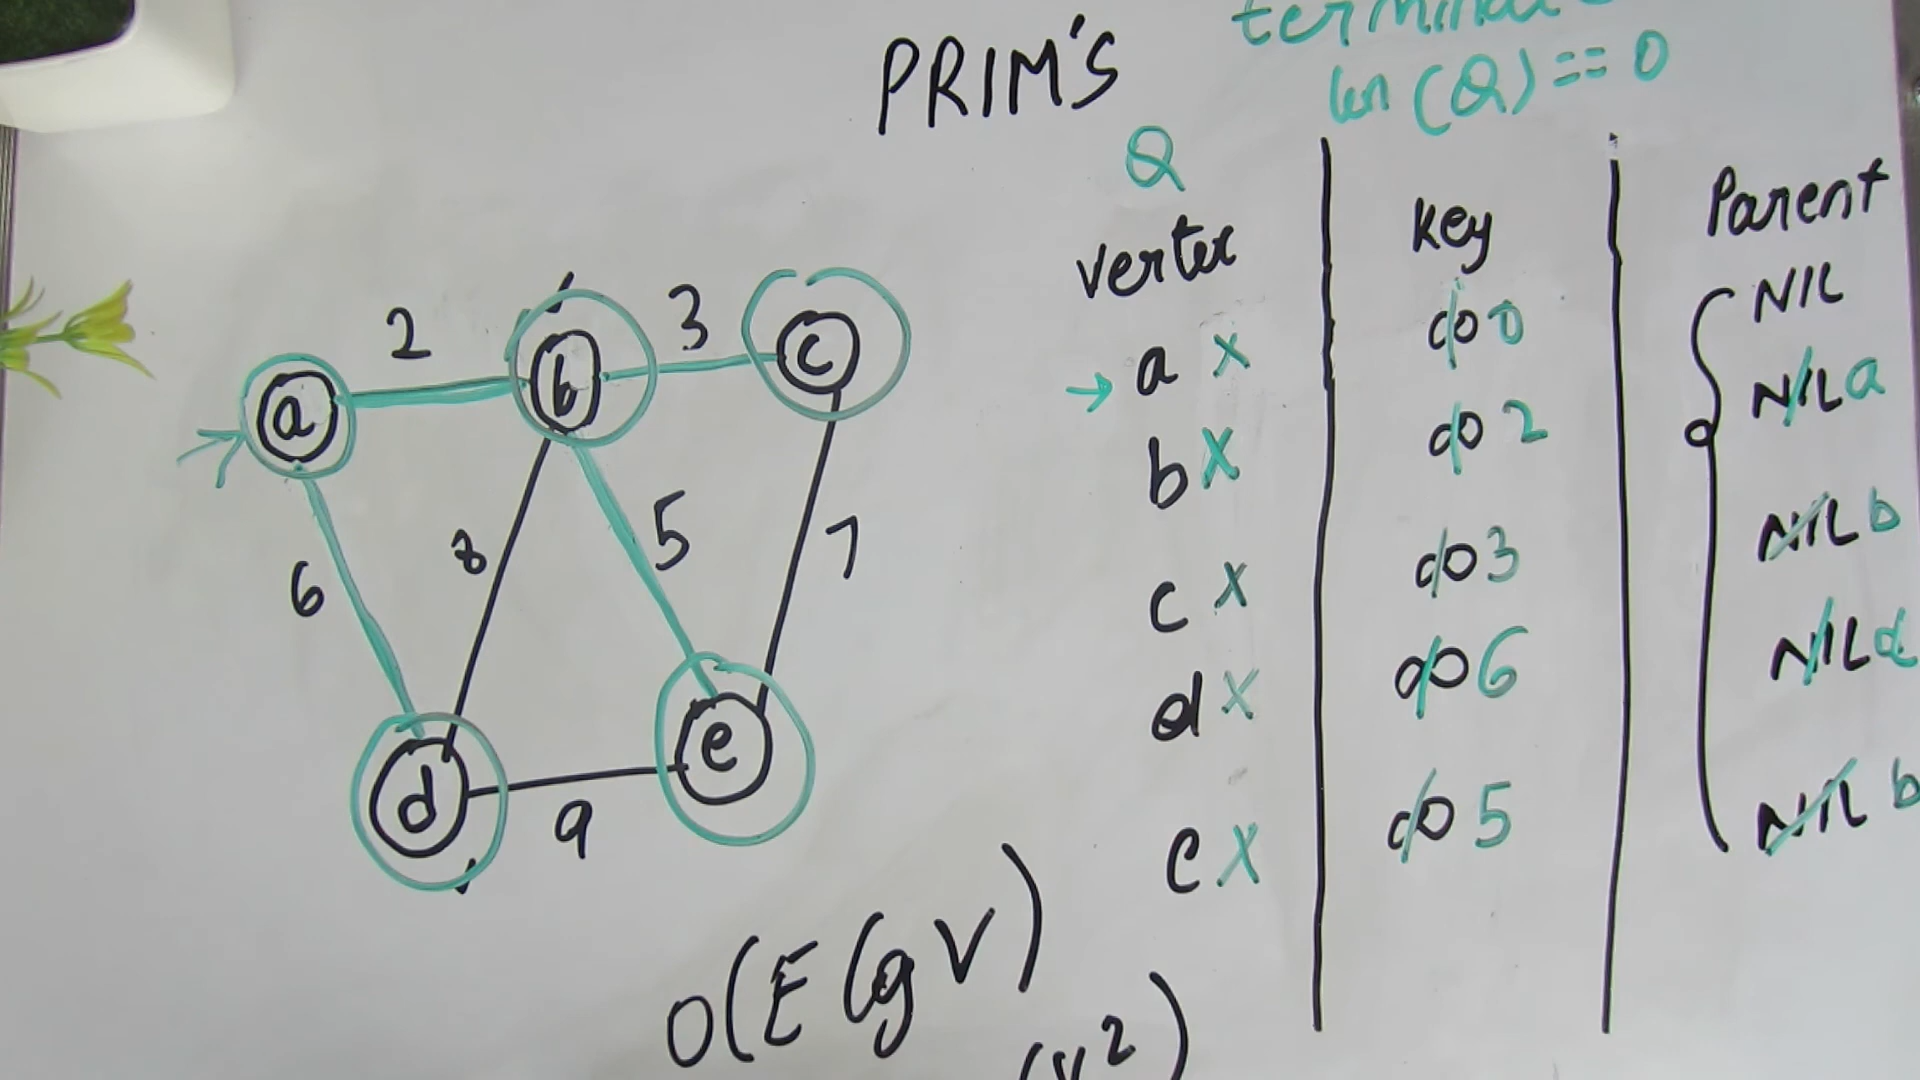 PRIM'S
len (Q) == 0
Q
Vertex Key Parent
a x ∞ 0 NIL
b x ∞ 2 NIL a
c x ∞ 3 NIL b
d x ∞ 6 NIL
e x ∞ 5 NIL b
a
b
c
d
e
2
3
6
8
5
7
9
O(E lg V)